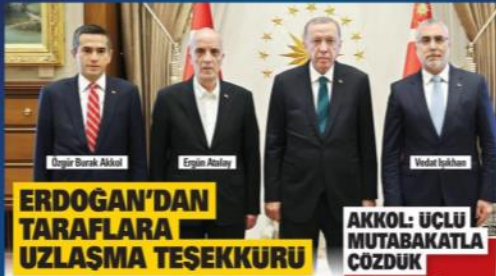 Özgür Burak Akkol
Ergün Atalay
Vedat Işıkhan
ERDOĞAN'DAN
TARAFLARA
UZLAŞMA TEŞEKKÜRÜ
AKKOL: ÜÇLÜ
MUTABAKATLA
ÇÖZDÜK